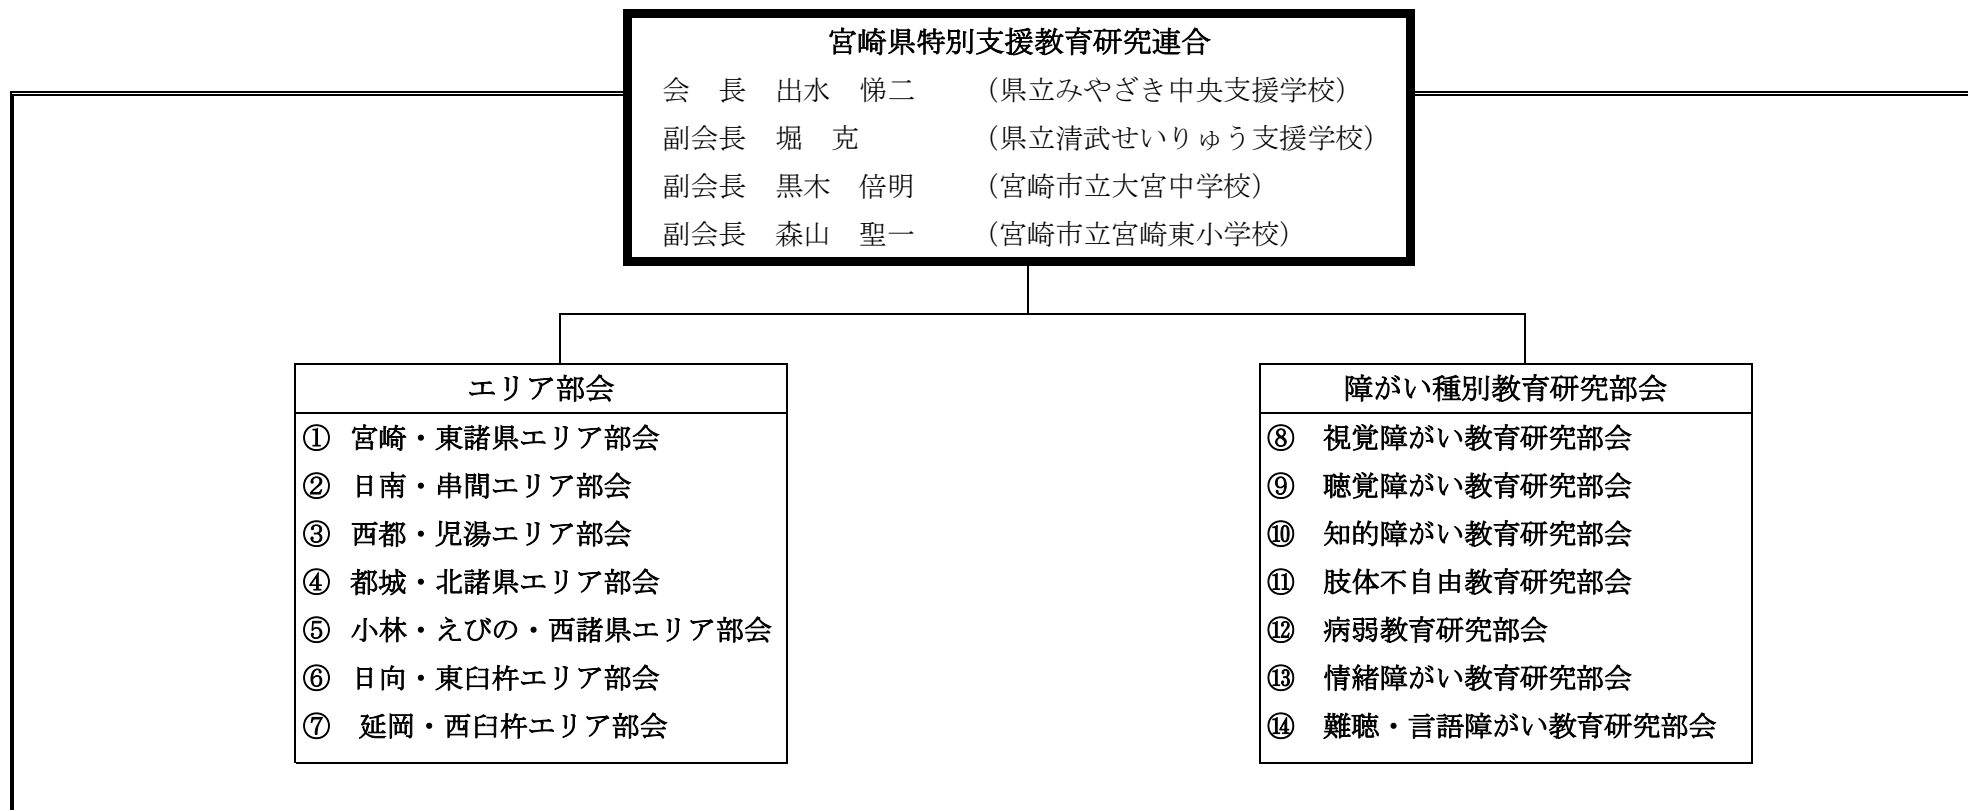 宮崎県特別支援教育研究連合
会　長　出水　悌二　　（県立みやざき中央支援学校）
副会長　堀　克　　　　（県立清武せいりゅう支援学校）
副会長　黒木　倍明　　（宮崎市立大宮中学校）
副会長　森山　聖一　　（宮崎市立宮崎東小学校）
エリア部会
①　宮崎・東諸県エリア部会
②　日南・串間エリア部会
③　西都・児湯エリア部会
④　都城・北諸県エリア部会
⑤　小林・えびの・西諸県エリア部会
⑥　日向・東臼杵エリア部会
⑦　延岡・西臼杵エリア部会
障がい種別教育研究部会
⑧　視覚障がい教育研究部会
⑨　聴覚障がい教育研究部会
⑩　知的障がい教育研究部会
⑪　肢体不自由教育研究部会
⑫　病弱教育研究部会
⑬　情緒障がい教育研究部会
⑭　難聴・言語障がい教育研究部会